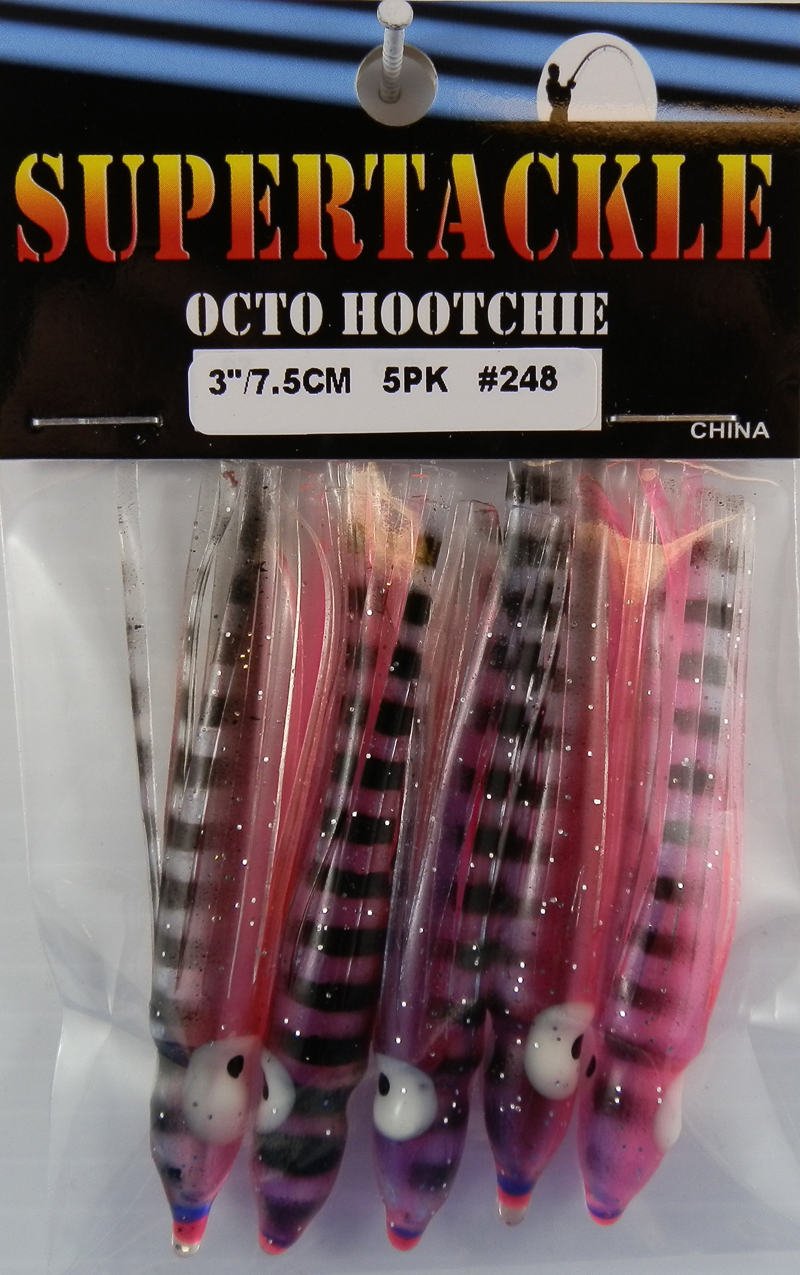 SUPERTACKLE
OCTO HOOTCHIE
3"/7.5CM 5PK #248
CHINA